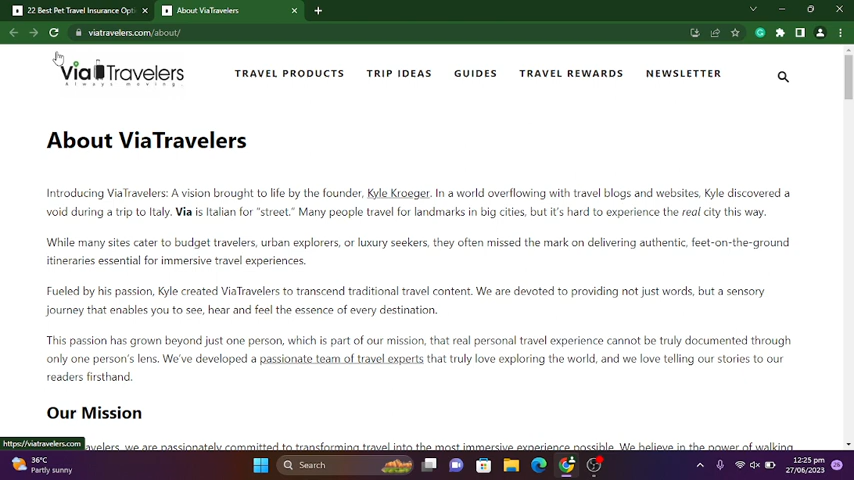 22 Best Pet Travel Insurance Opti
About ViaTravelers
viatravelers.com/about/
ViaTravelers
Always moving.
TRAVEL PRODUCTS
TRIP IDEAS
GUIDES
TRAVEL REWARDS
NEWSLETTER
About ViaTravelers
Introducing ViaTravelers: A vision brought to life by the founder, Kyle Kroeger. In a world overflowing with travel blogs and websites, Kyle discovered a
void during a trip to Italy. Via is Italian for “street.” Many people travel for landmarks in big cities, but it's hard to experience the real city this way.
While many sites cater to budget travelers, urban explorers, or luxury seekers, they often missed the mark on delivering authentic, feet-on-the-ground
itineraries essential for immersive travel experiences.
Fueled by his passion, Kyle created ViaTravelers to transcend traditional travel content. We are devoted to providing not just words, but a sensory
journey that enables you to see, hear and feel the essence of every destination.
This passion has grown beyond just one person, which is part of our mission, that real personal travel experience cannot be truly documented through
only one person's lens. We've developed a passionate team of travel experts that truly love exploring the world, and we love telling our stories to our
readers firsthand.
Our Mission
https://viatravelers.com
avelers, we are passionately committed to transforming travel into the most immersive experience possible. We believe in the power of walking
36°C
Partly sunny
Search
12:25 pm
27/06/2023
26